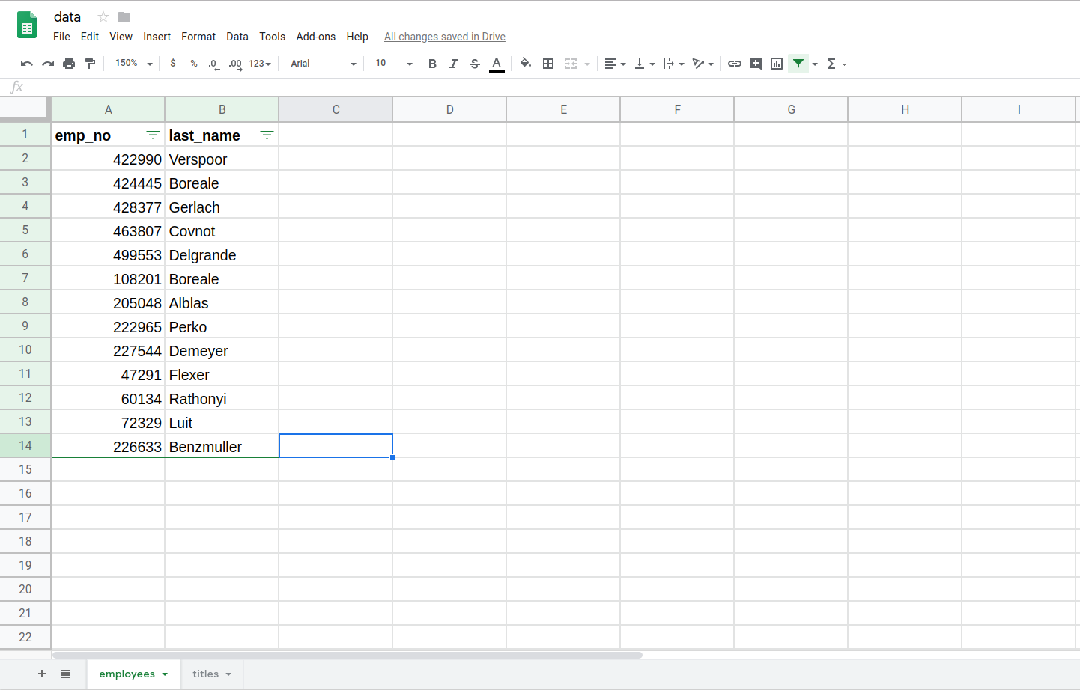 data
File Edit View Insert Format Data Tools Add-ons Help All changes saved in Drive
150% $ % .0 .00 123 Arial 10 B I S A Σ
fx
A B C D E F G H I
1 emp_no last_name
2 422990 Verspoor
3 424445 Boreale
4 428377 Gerlach
5 463807 Covnot
6 499553 Delgrande
7 108201 Boreale
8 205048 Alblas
9 222965 Perko
10 227544 Demeyer
11 47291 Flexer
12 60134 Rathonyi
13 72329 Luit
14 226633 Benzmuller
15
16
17
18
19
20
21
22
+ employees titles